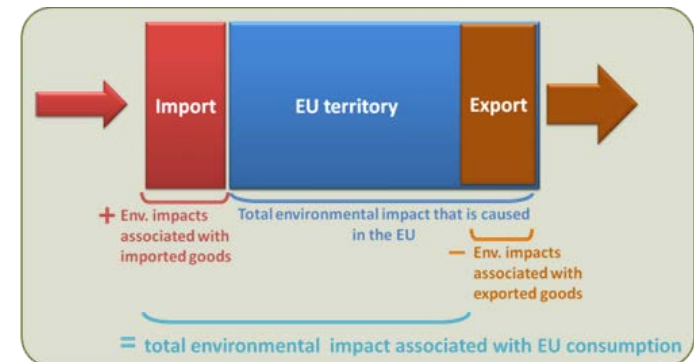 Import
EU territory
Export
+ Env. impacts
associated with
imported goods
Total environmental impact that is caused
in the EU
− Env. impacts
associated with
exported goods
= total environmental impact associated with EU consumption